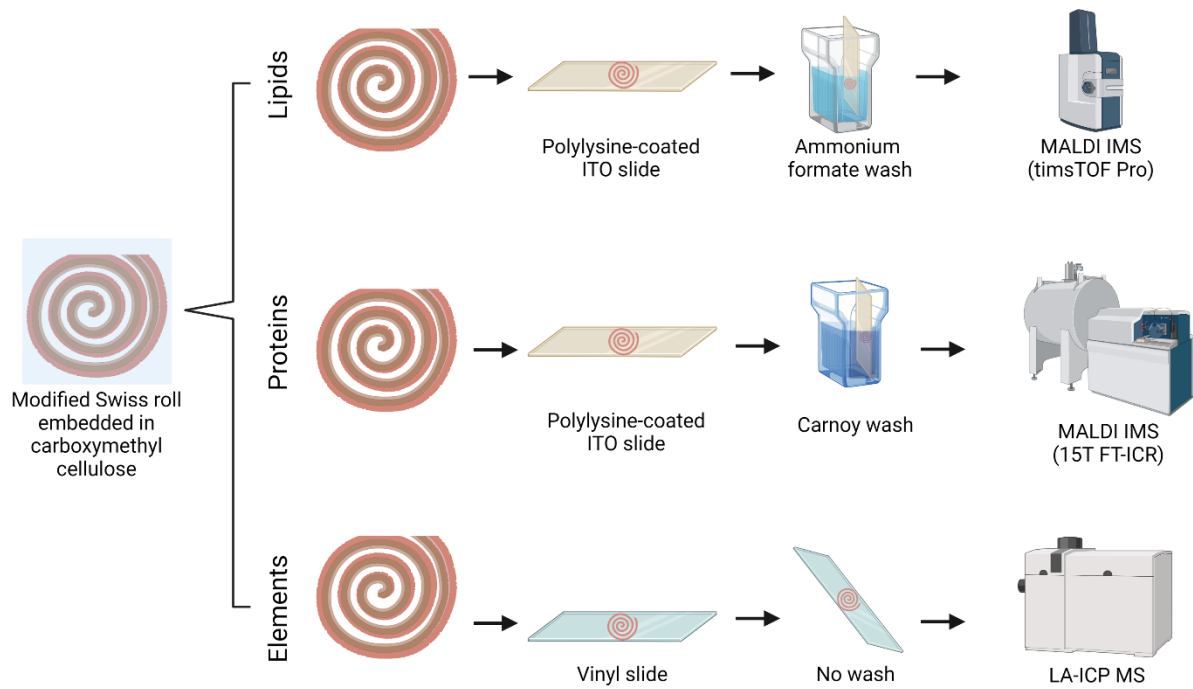 Lipids
Polylysine-coated
ITO slide
Ammonium
formate wash
MALDI IMS
(timsTOF Pro)
Modified Swiss roll
embedded in
carboxymethyl
cellulose
Proteins
Polylysine-coated
ITO slide
Carnoy wash
MALDI IMS
(15T FT-ICR)
Elements
Vinyl slide
No wash
LA-ICP MS